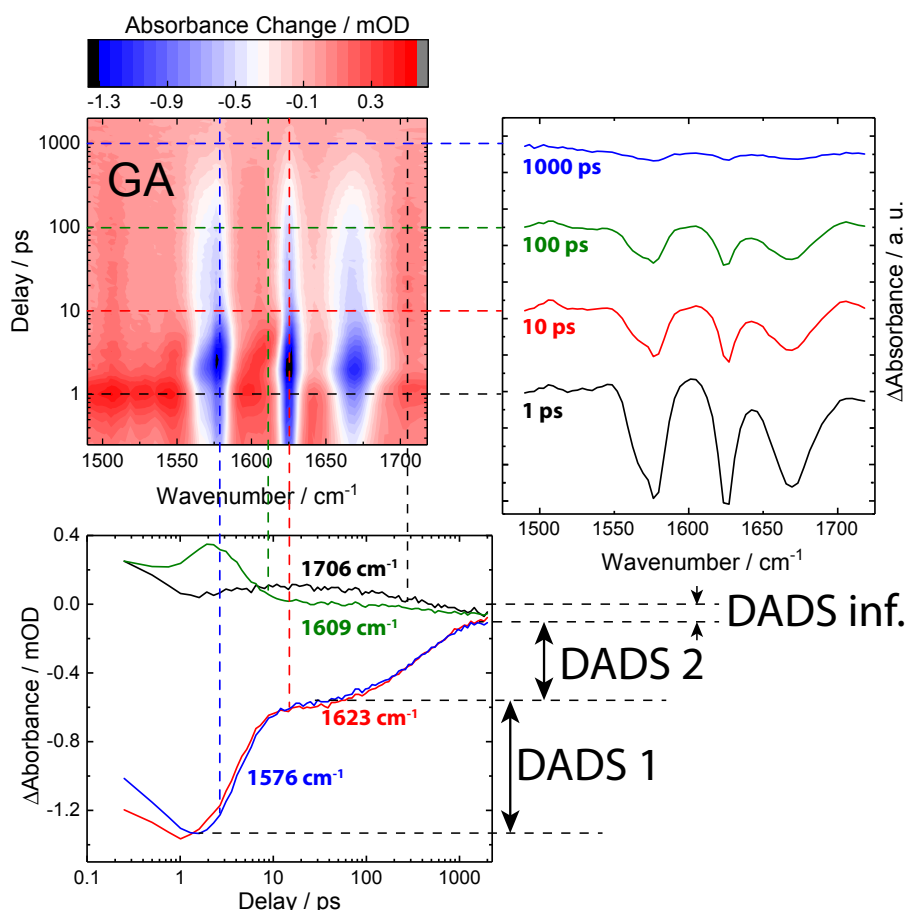 Absorbance Change / mOD
-1.3 -0.9 -0.5 -0.1 0.3
GA
Delay / ps
1000
100
10
1
1500 1550 1600 1650 1700
Wavenumber / cm-1
1000 ps
100 ps
10 ps
1 ps
ΔAbsorbance / a. u.
1500 1550 1600 1650 1700
Wavenumber / cm-1
ΔAborbance / mOD
0.4
0.0
-0.4
-0.8
-1.2
1706 cm-1
1609 cm-1
1623 cm-1
1576 cm-1
0.1 1 10 100 1000
Delay / ps
DADS inf.
DADS 2
DADS 1